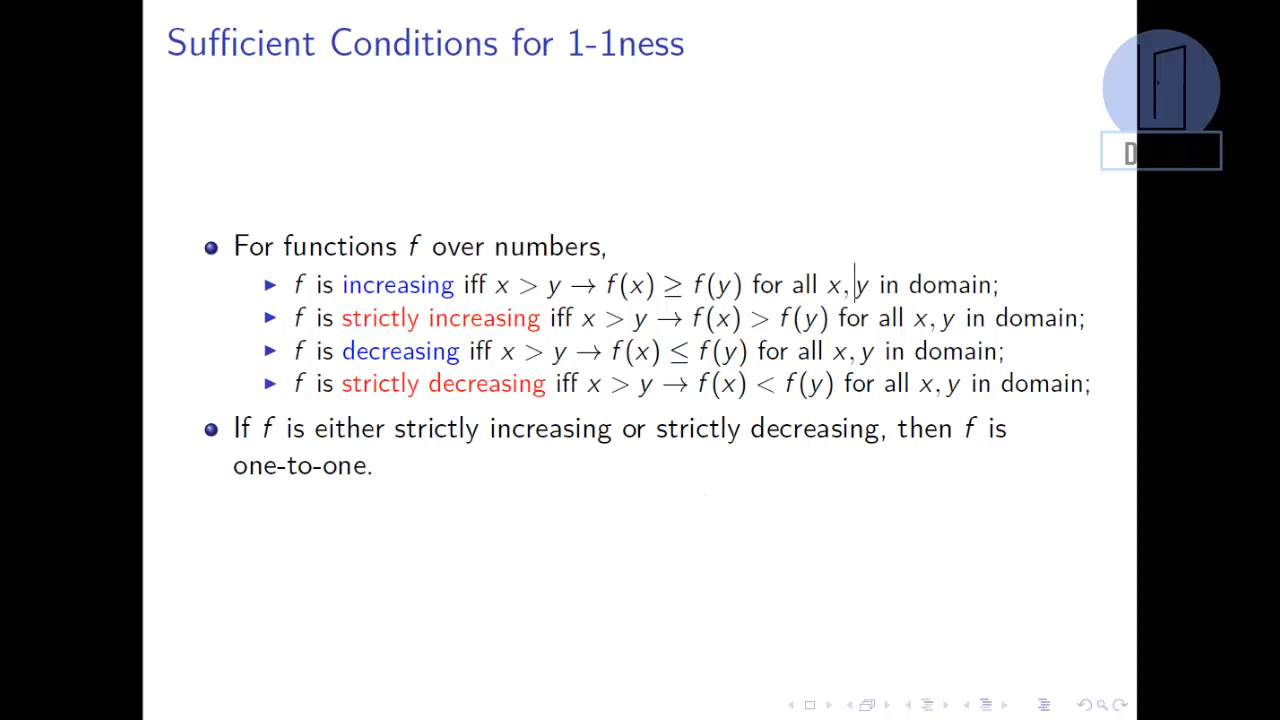 Sufficient Conditions for 1-1ness
D
For functions f over numbers,
f is increasing iff x > y → f(x) ≥ f(y) for all x, y in domain;
f is strictly increasing iff x > y → f(x) > f(y) for all x, y in domain;
f is decreasing iff x > y → f(x) ≤ f(y) for all x, y in domain;
f is strictly decreasing iff x > y → f(x) < f(y) for all x, y in domain;
If f is either strictly increasing or strictly decreasing, then f is
one-to-one.